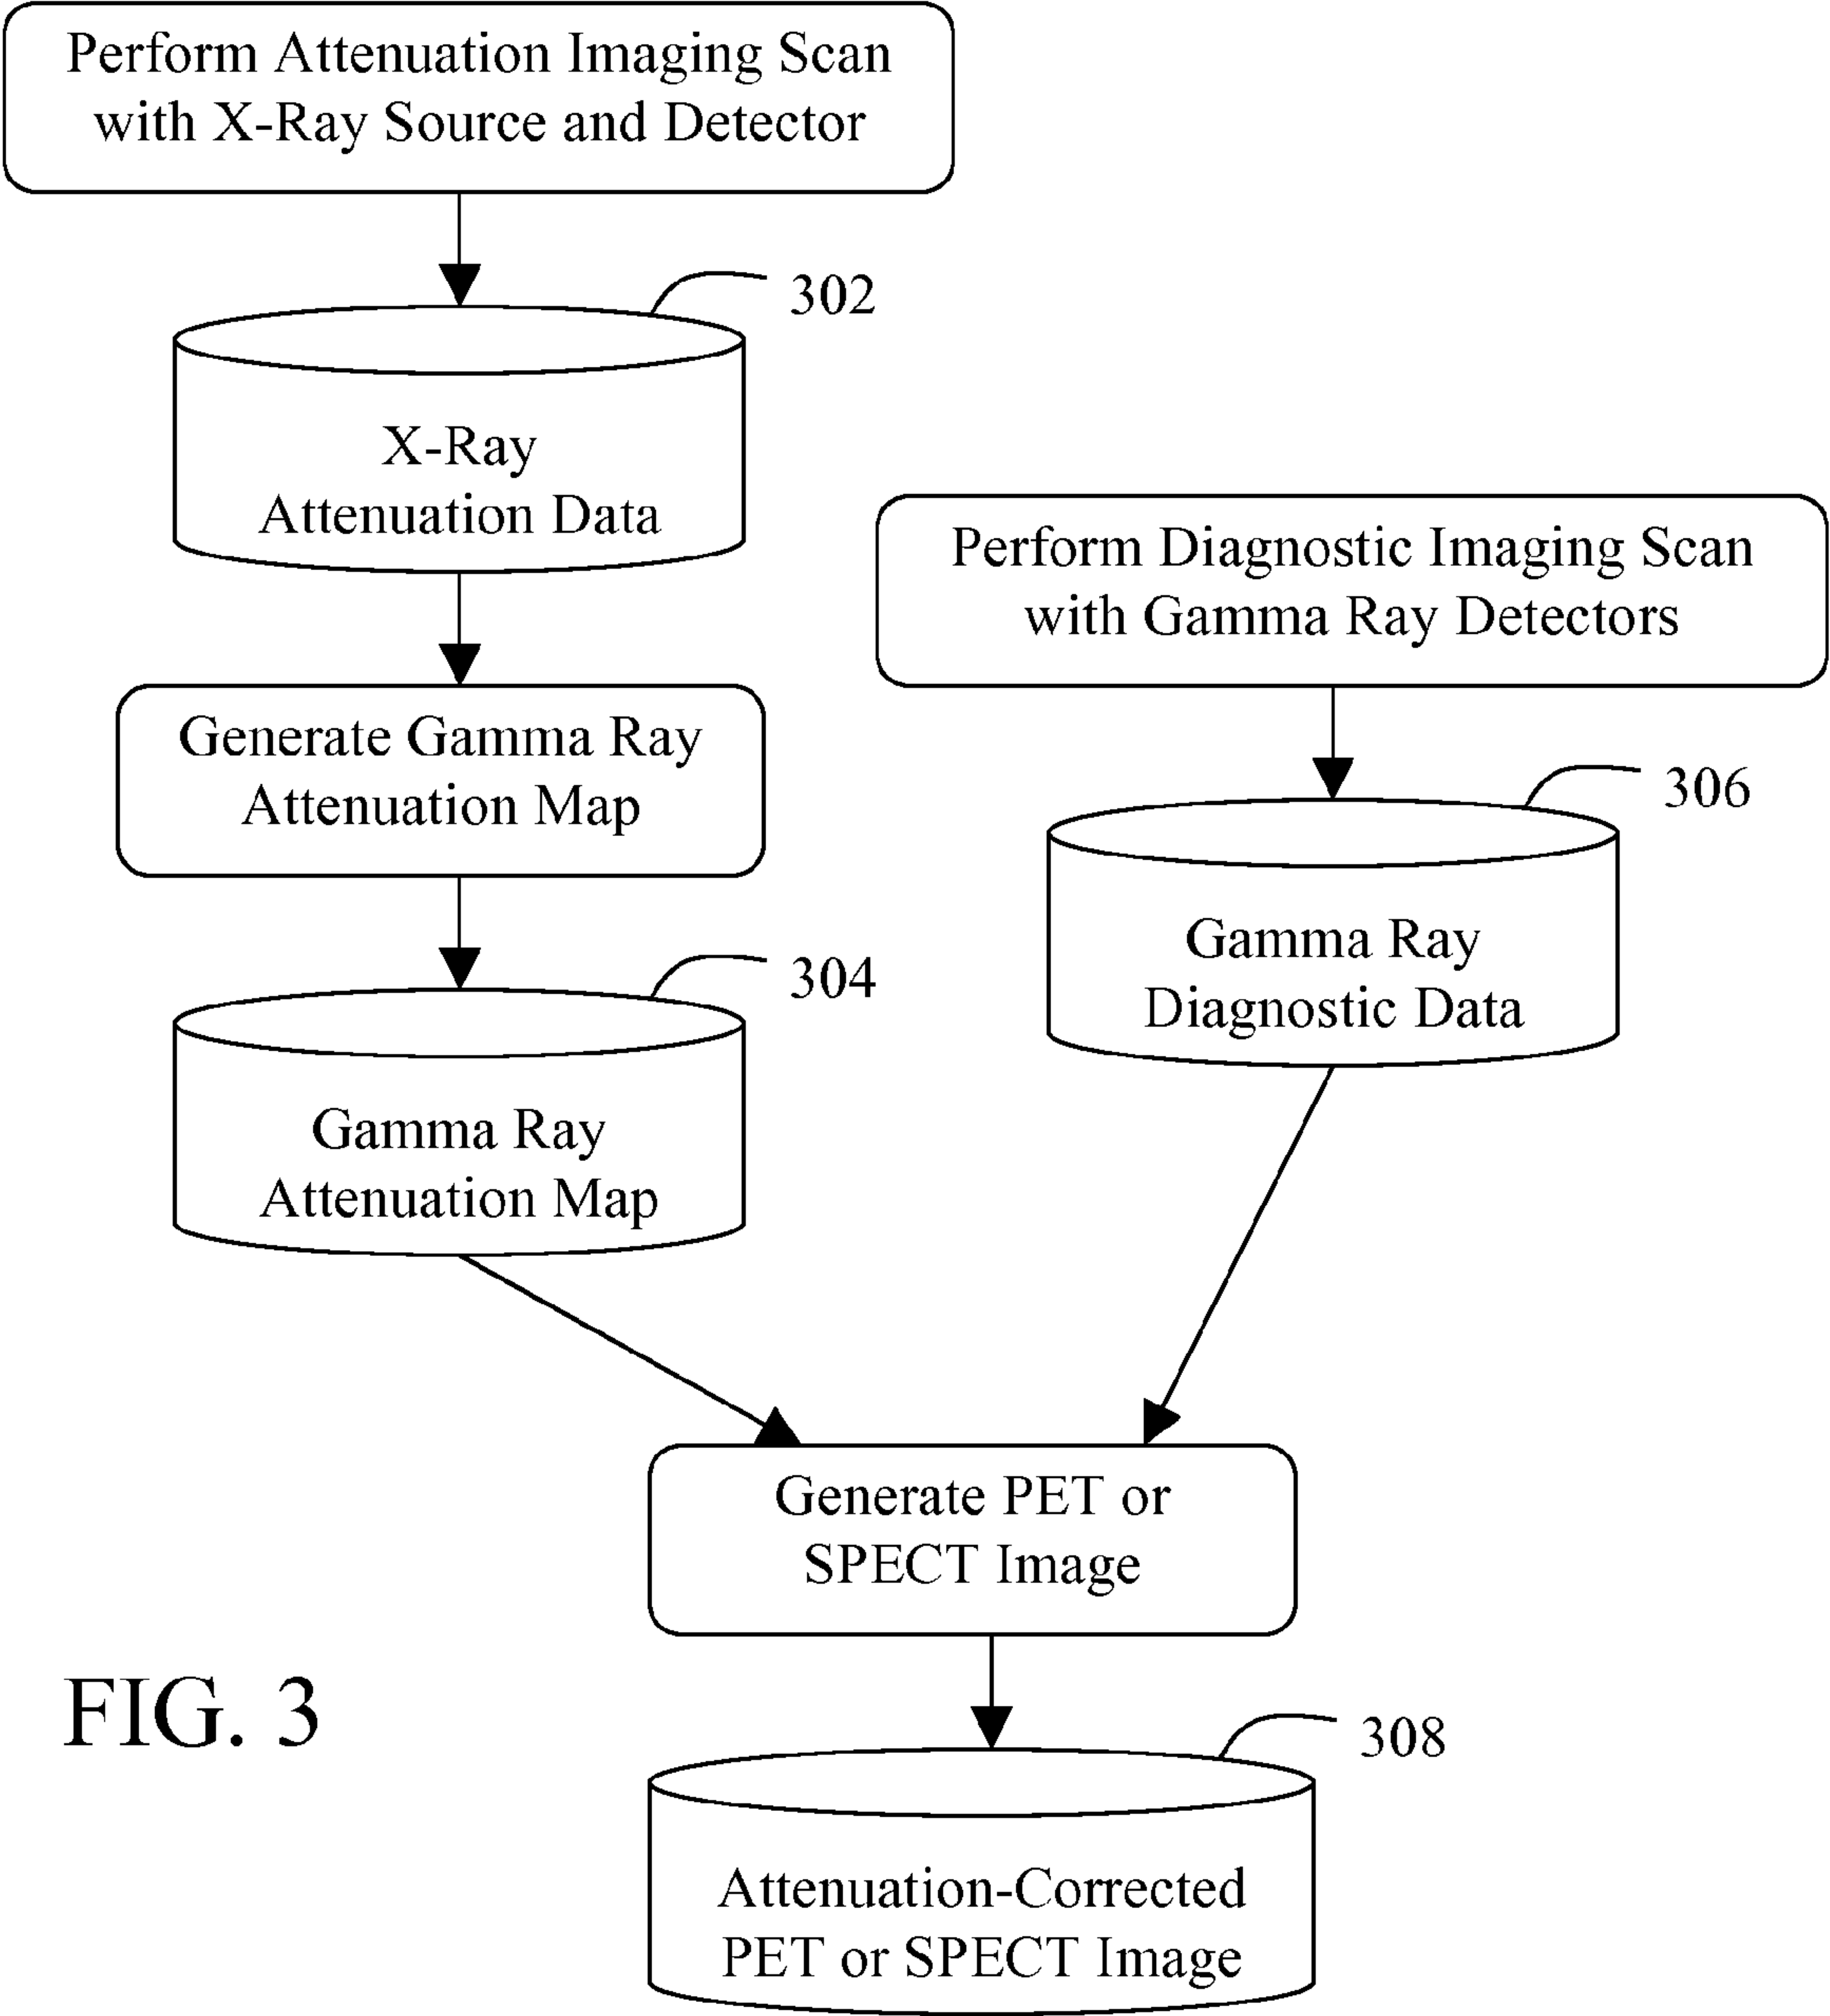 Perform Attenuation Imaging Scan
with X-Ray Source and Detector
302
X-Ray
Attenuation Data
Perform Diagnostic Imaging Scan
with Gamma Ray Detectors
Generate Gamma Ray
Attenuation Map
306
Gamma Ray
Diagnostic Data
304
Gamma Ray
Attenuation Map
Generate PET or
SPECT Image
FIG. 3
308
Attenuation-Corrected
PET or SPECT Image